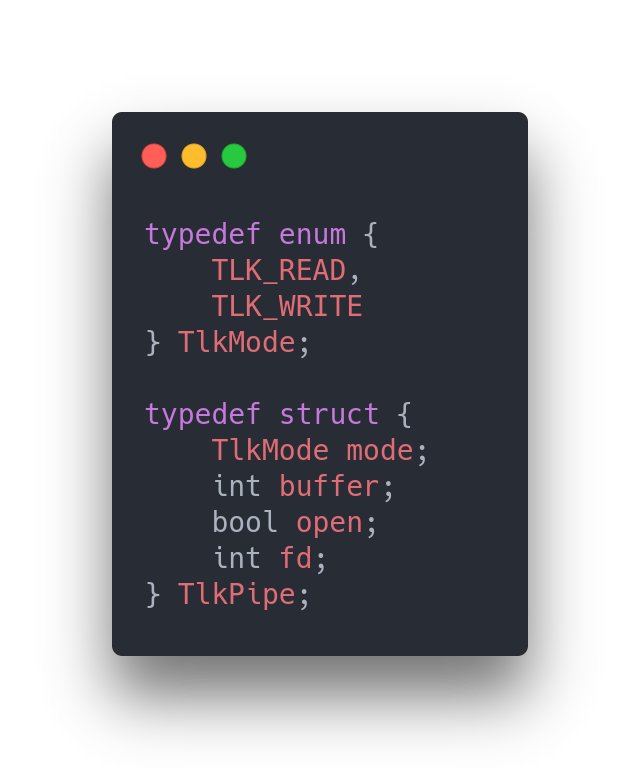 typedef enum {
    TLK_READ,
    TLK_WRITE
} TlkMode;

typedef struct {
    TlkMode mode;
    int buffer;
    bool open;
    int fd;
} TlkPipe;